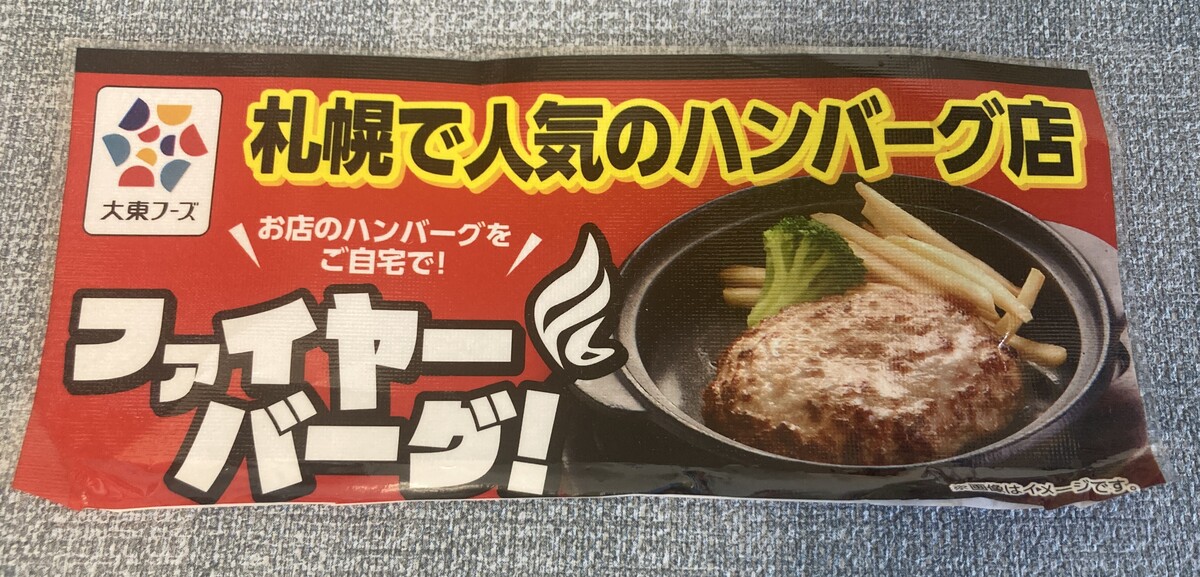 札幌で人気のハンバーグ店
大東フーズ
お店のハンバーグを
ご自宅で!
ファイヤー
バーグ!
※画像はイメージです。